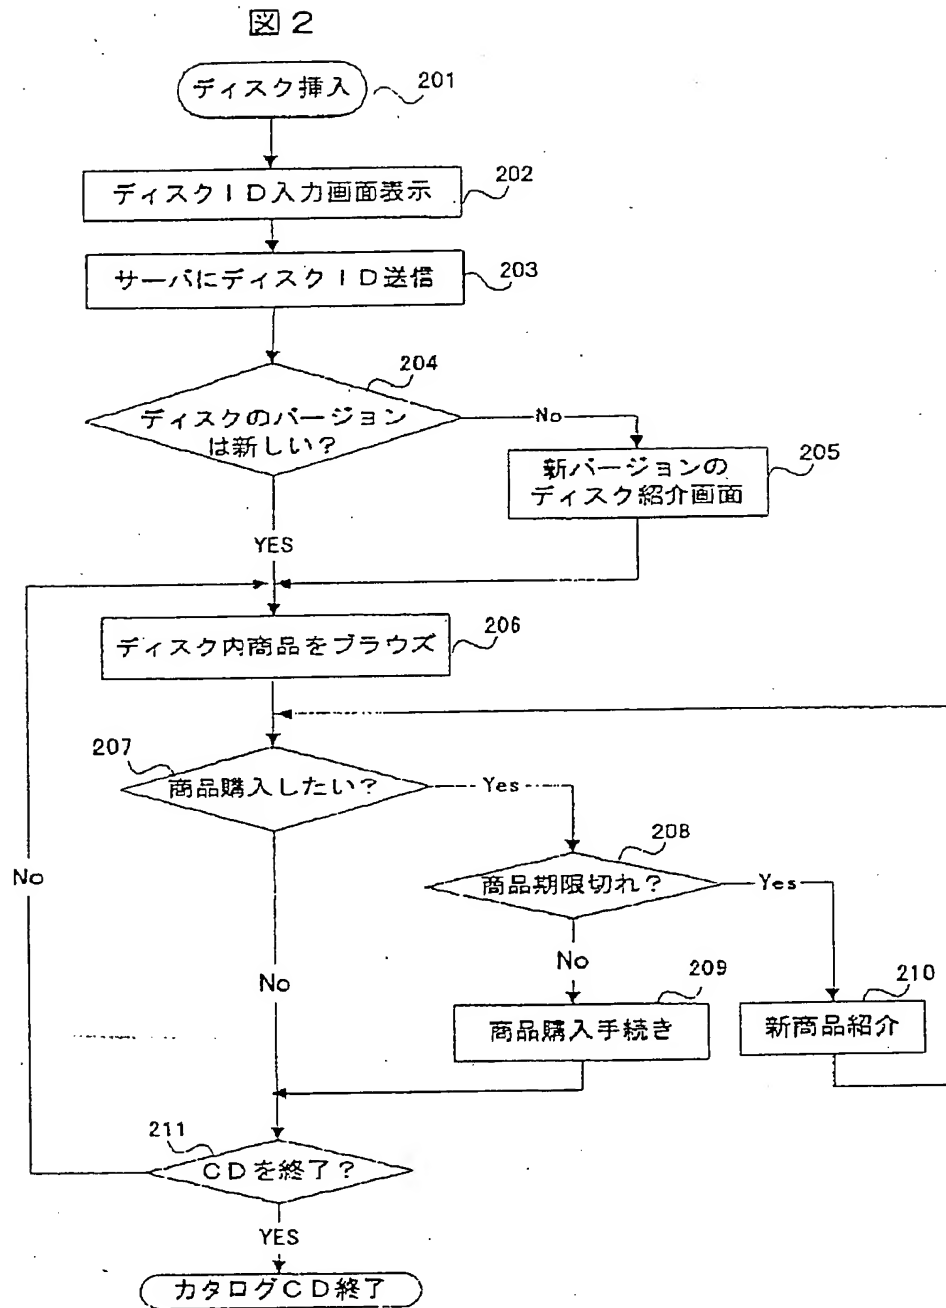 図2
ディスク挿入
201
ディスクID入力画面表示
202
サーバにディスクID送信
203
204
ディスクのバージョン
は新しい?
No
新バージョンの
ディスク紹介画面
205
YES
ディスク内商品をブラウズ
206
207
商品購入したい?
Yes
208
商品期限切れ?
Yes
No
No
No
209
商品購入手続き
210
新商品紹介
211
CDを終了?
YES
カタログCD終了